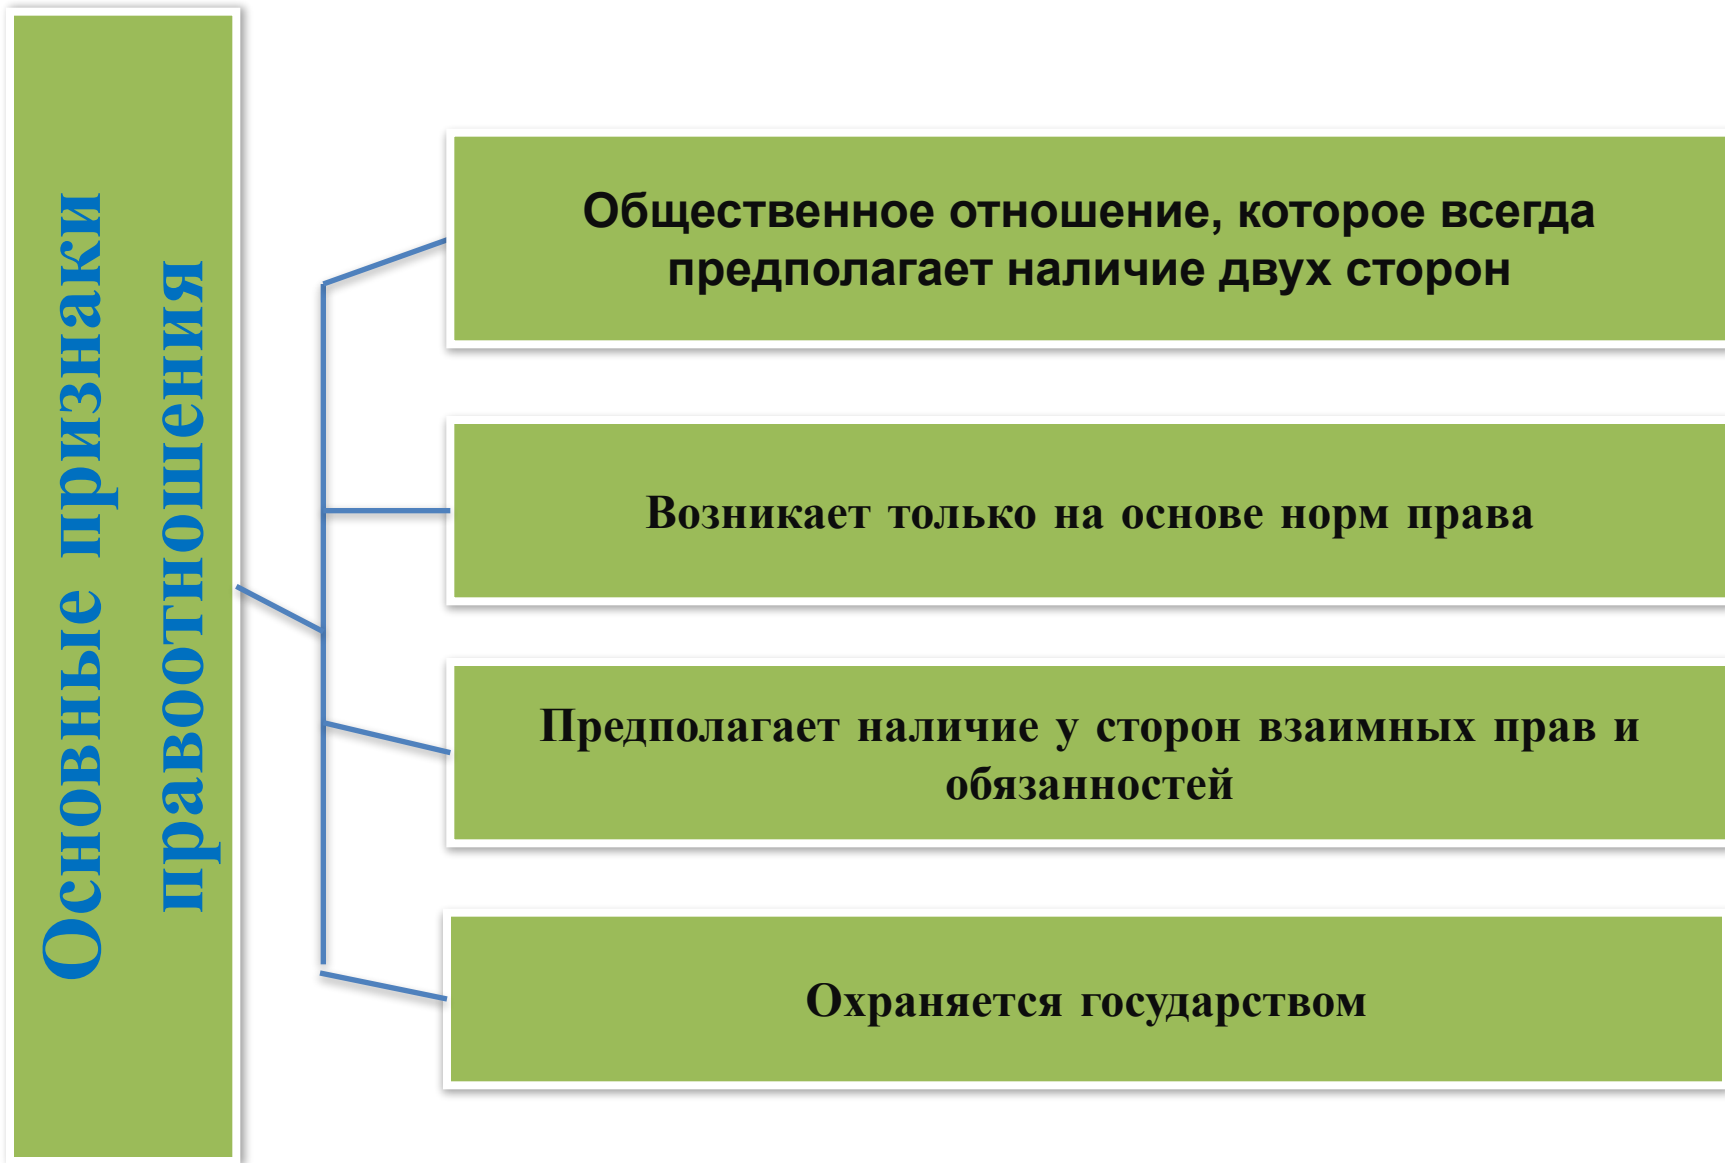 Основные признаки
правоотношения
Общественное отношение, которое всегда
предполагает наличие двух сторон
Возникает только на основе норм права
Предполагает наличие у сторон взаимных прав и
обязанностей
Охраняется государством